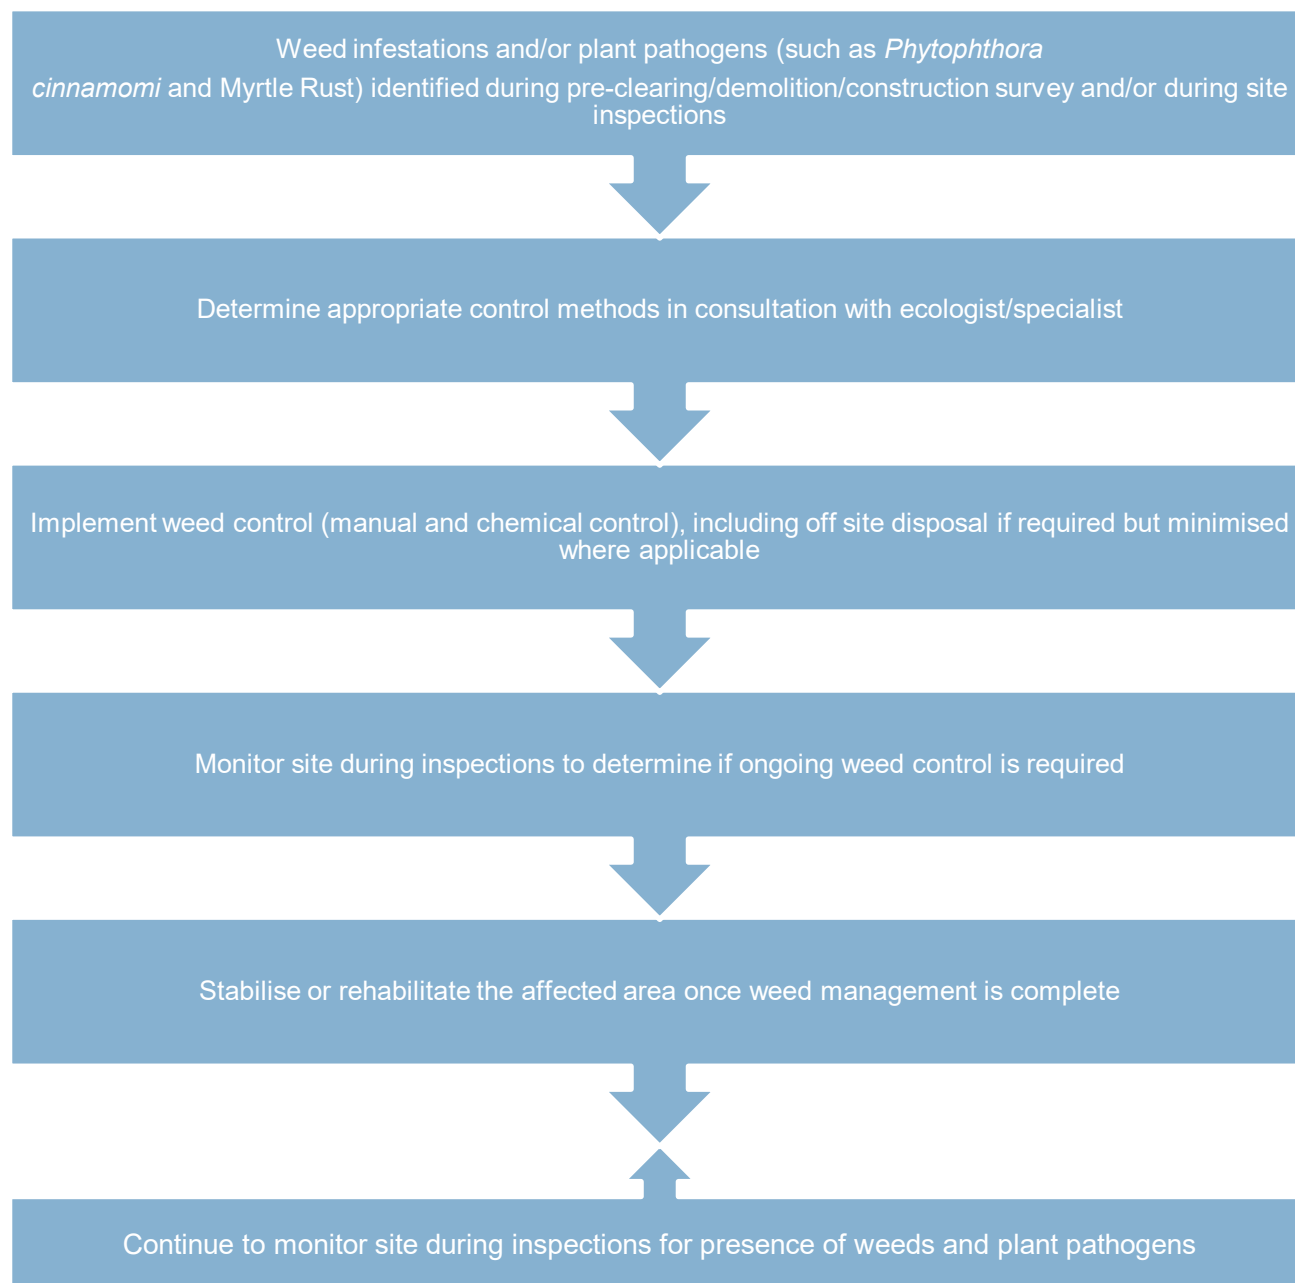 Weed infestations and/or plant pathogens (such as Phytophthora
cinnamomi and Myrtle Rust) identified during pre-clearing/demolition/construction survey and/or during site
inspections
Determine appropriate control methods in consultation with ecologist/specialist
Implement weed control (manual and chemical control), including off site disposal if required but minimised
where applicable
Monitor site during inspections to determine if ongoing weed control is required
Stabilise or rehabilitate the affected area once weed management is complete
Continue to monitor site during inspections for presence of weeds and plant pathogens